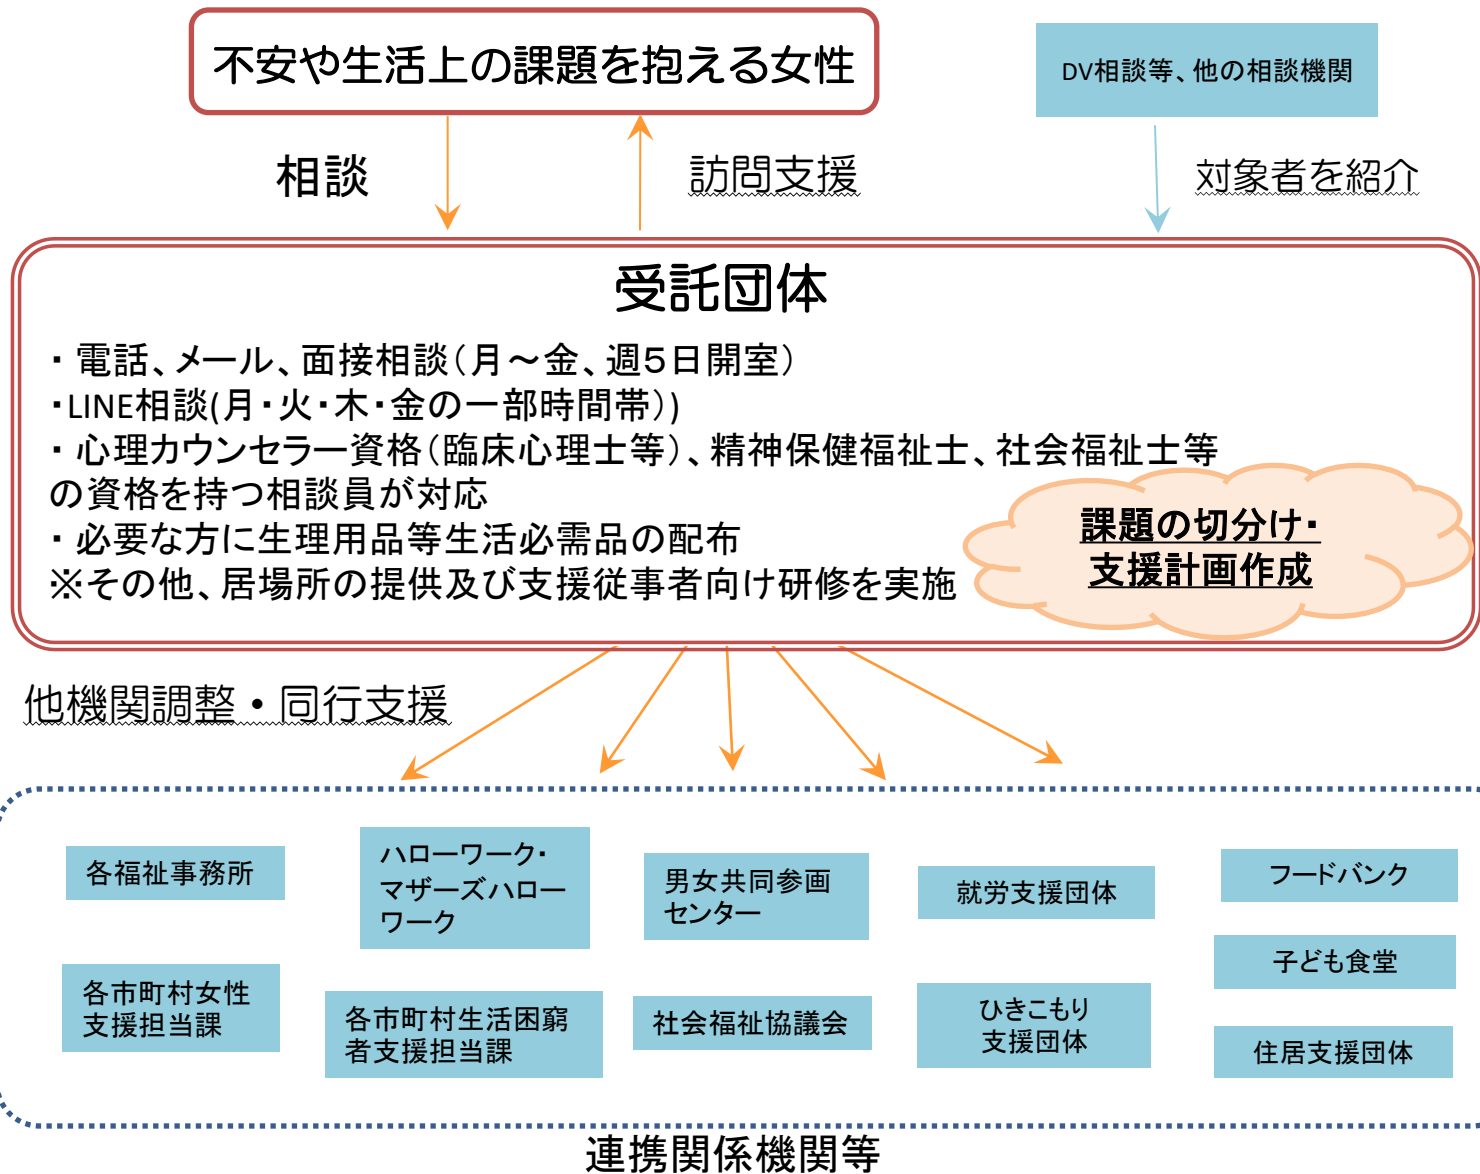 不安や生活上の課題を抱える女性
DV相談等、他の相談機関
相談
訪問支援
対象者を紹介
受託団体
・電話、メール、面接相談（月～金、週５日開室）
・LINE相談(月・火・木・金の一部時間帯）)
・心理カウンセラー資格（臨床心理士等）、精神保健福祉士、社会福祉士等
の資格を持つ相談員が対応
・必要な方に生理用品等生活必需品の配布
※その他、居場所の提供及び支援従事者向け研修を実施
課題の切分け・
支援計画作成
他機関調整・同行支援
各福祉事務所
ハローワーク・
マザーズハロー
ワーク
男女共同参画
センター
就労支援団体
フードバンク
各市町村女性
支援担当課
各市町村生活困窮
者支援担当課
社会福祉協議会
ひきこもり
支援団体
子ども食堂
住居支援団体
連携関係機関等